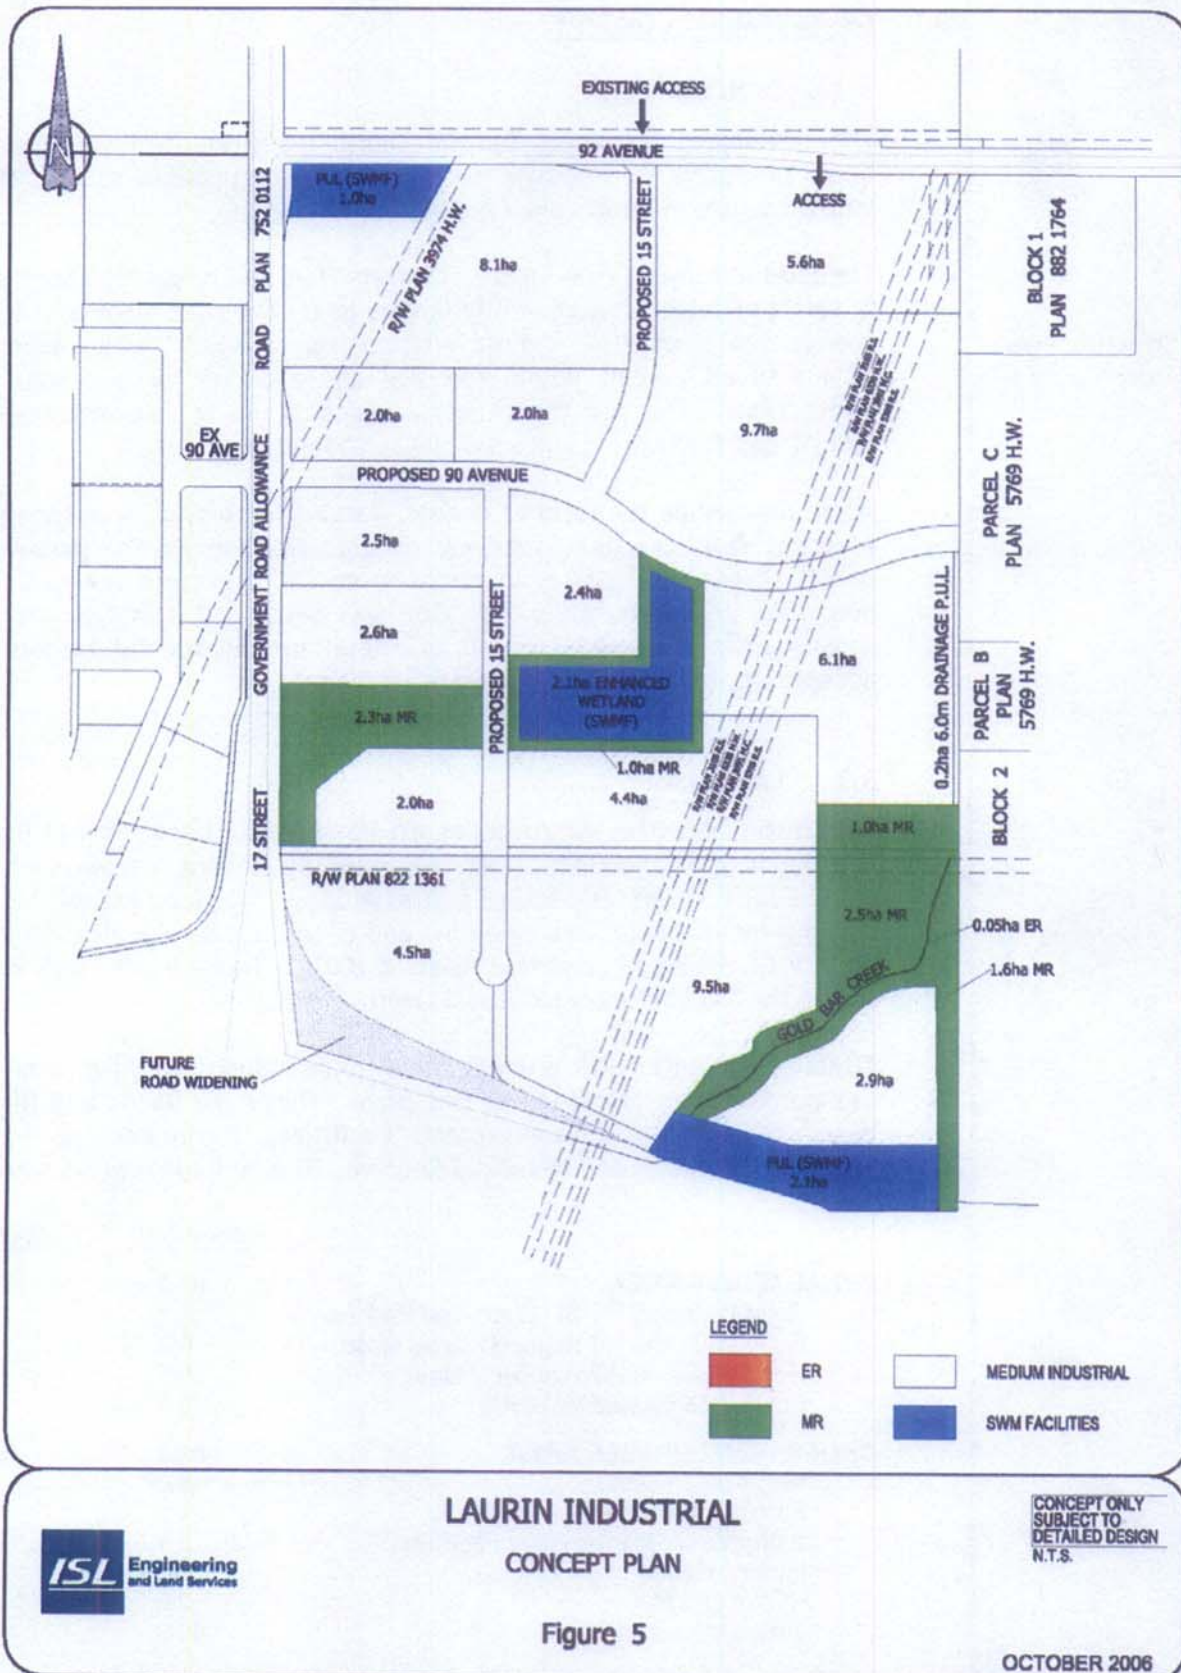 EXISTING ACCESS
92 AVENUE
ACCESS
N
PUL (SWMF)
1.0ha
R/W PLAN 3974 H.W.
8.1ha
PROPOSED 15 STREET
5.6ha
BLOCK 1
PLAN 882 1764
GOVERNMENT ROAD ALLOWANCE ROAD PLAN 752 0112
2.0ha
2.0ha
9.7ha
EX
90 AVE
PROPOSED 90 AVENUE
PARCEL C
PLAN 5769 H.W.
2.5ha
2.4ha
2.6ha
PROPOSED 15 STREET
6.1ha
0.2ha 6.0m DRAINAGE P.U.L.
PARCEL B
PLAN
5769 H.W.
2.1ha ENHANCED
WETLAND
(SWMF)
2.3ha MR
1.0ha MR
17 STREET
2.0ha
4.4ha
BLOCK 2
1.0ha MR
R/W PLAN 822 1361
2.5ha MR
0.05ha ER
4.5ha
1.6ha MR
9.5ha
GOLD BAR CREEK
FUTURE
ROAD WIDENING
2.9ha
PUL (SWMF)
2.1ha
LEGEND
ER
MEDIUM INDUSTRIAL
MR
SWM FACILITIES
LAURIN INDUSTRIAL
CONCEPT PLAN
Figure 5
ISL Engineering
and Land Services
CONCEPT ONLY
SUBJECT TO
DETAILED DESIGN
N.T.S.
OCTOBER 2006